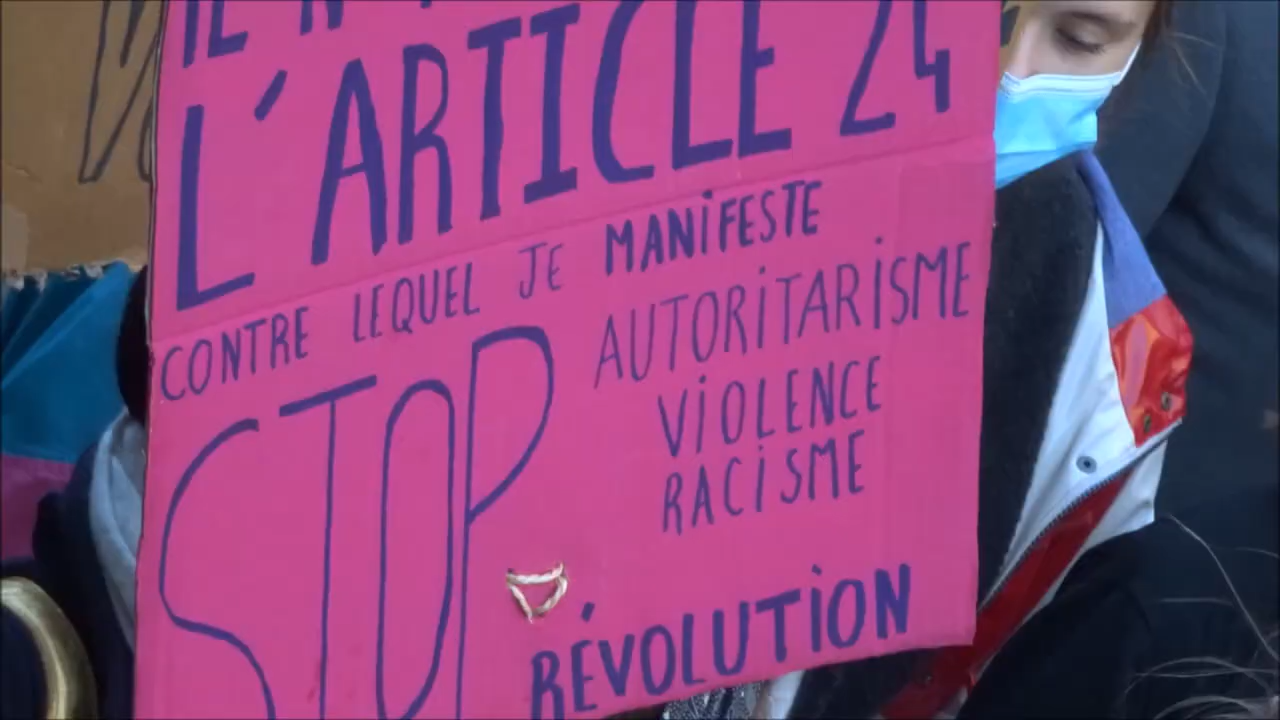 L'ARTICLE 24
CONTRE LEQUEL JE MANIFESTE
STOP
AUTORITARISME
VIOLENCE
RACISME
RÉVOLUTION